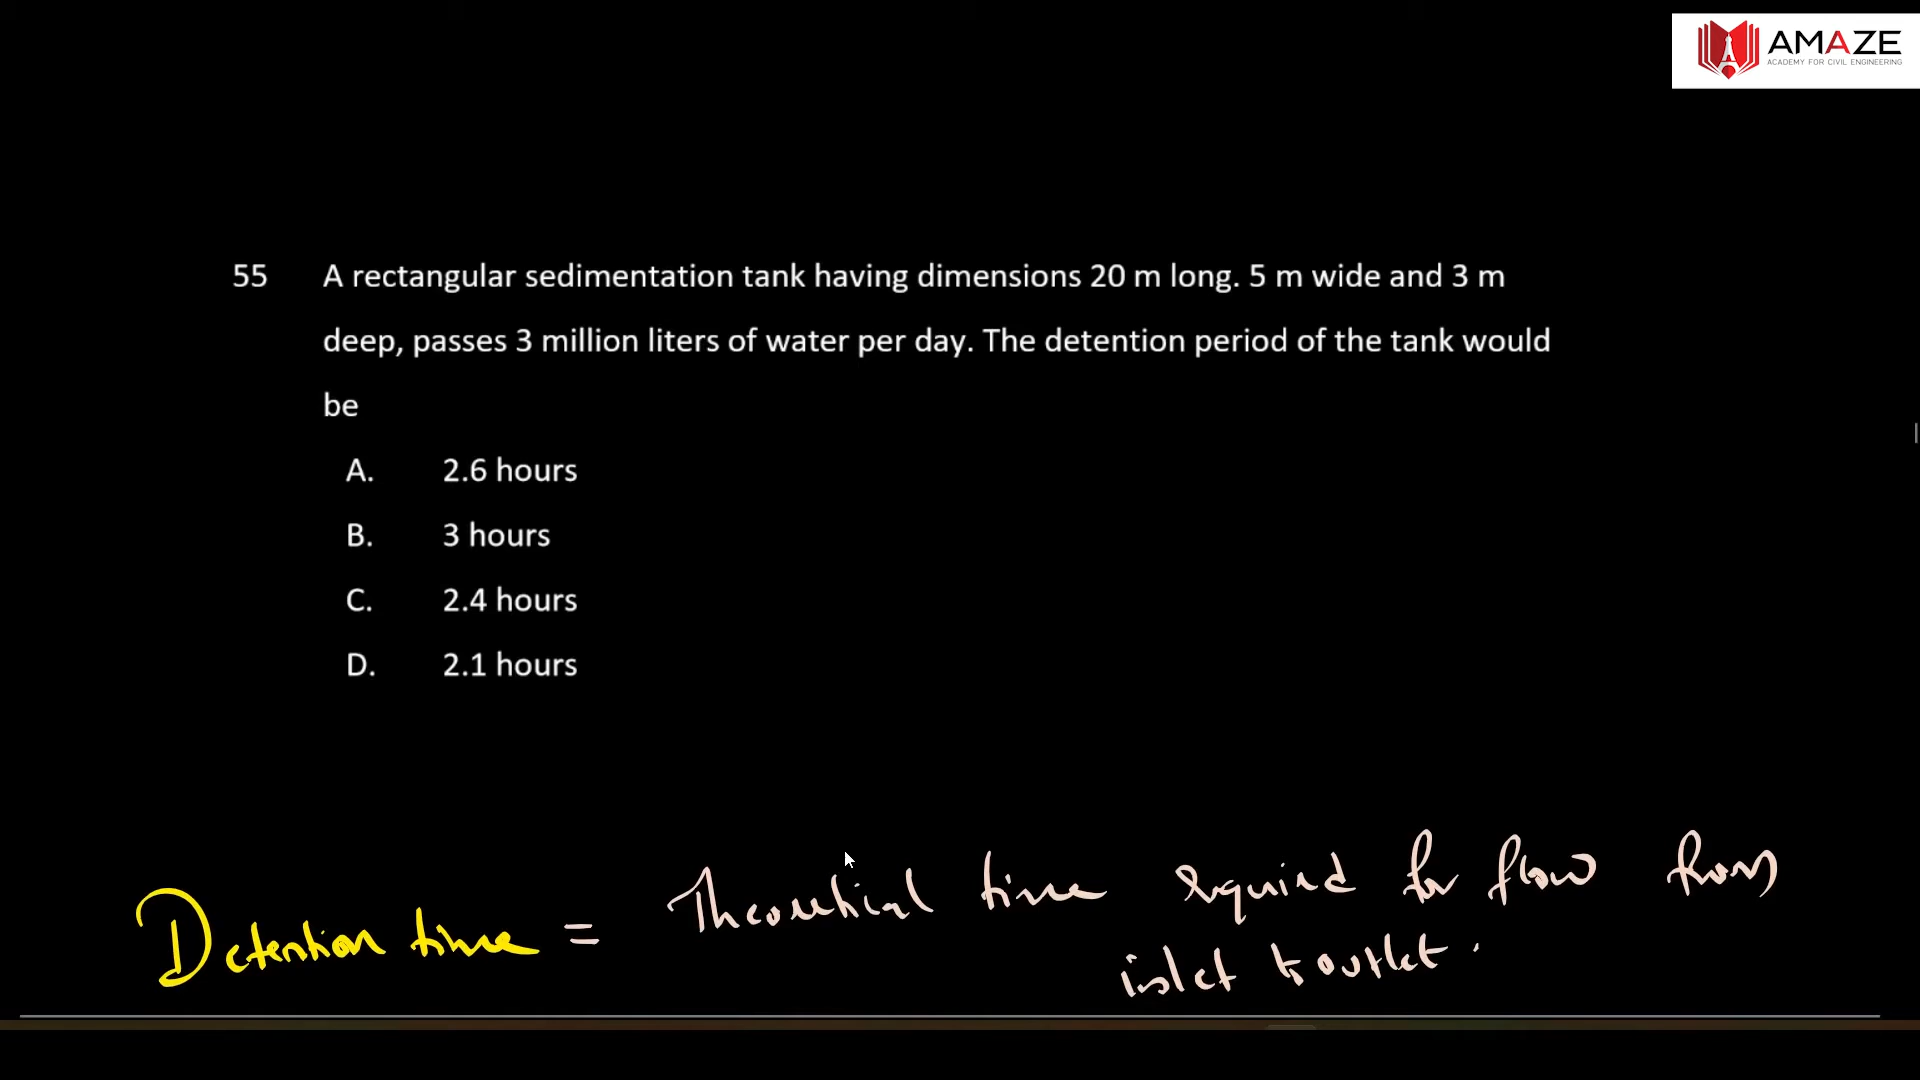 AMAZE
ACADEMY FOR CIVIL ENGINEERING
55 A rectangular sedimentation tank having dimensions 20 m long. 5 m wide and 3 m
deep, passes 3 million liters of water per day. The detention period of the tank would
be
A. 2.6 hours
B. 3 hours
C. 2.4 hours
D. 2.1 hours
Detention time = Theoretical time required for flow from
inlet to outlet.